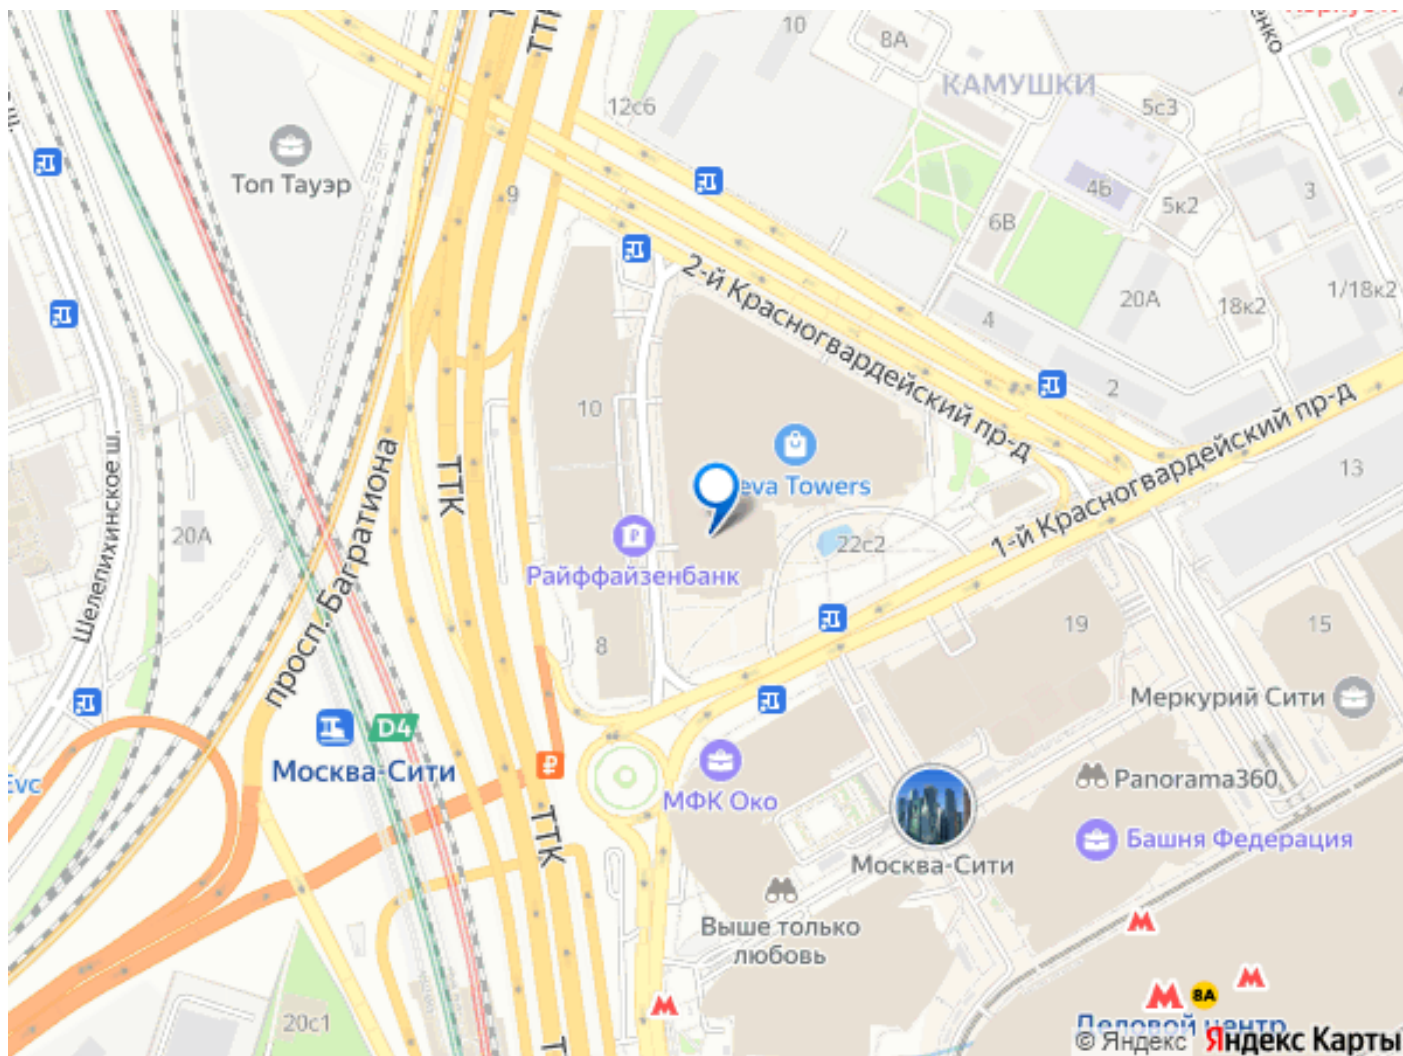 ТТК
10
8А
КАМУШКИ
12с6
5с3
Топ Тауэр
9
4Б
5к2
3
6В
2-й Красногвардейский пр-д
20А
18к2
1/18к2
4
2
10
1-й Красногвардейский пр-д
ТТК
просп. Багратиона
Шелепихинское ш.
eva Towers
13
20А
22с2
Райффайзенбанк
8
19
15
Меркурий Сити
D4
Москва-Сити
₽
МФК Око
Panorama360
Башня Федерация
ТТК
Москва-Сити
Выше только
любовь
8А
20с1
Деловой центр
© Яндекс Яндекс Карты